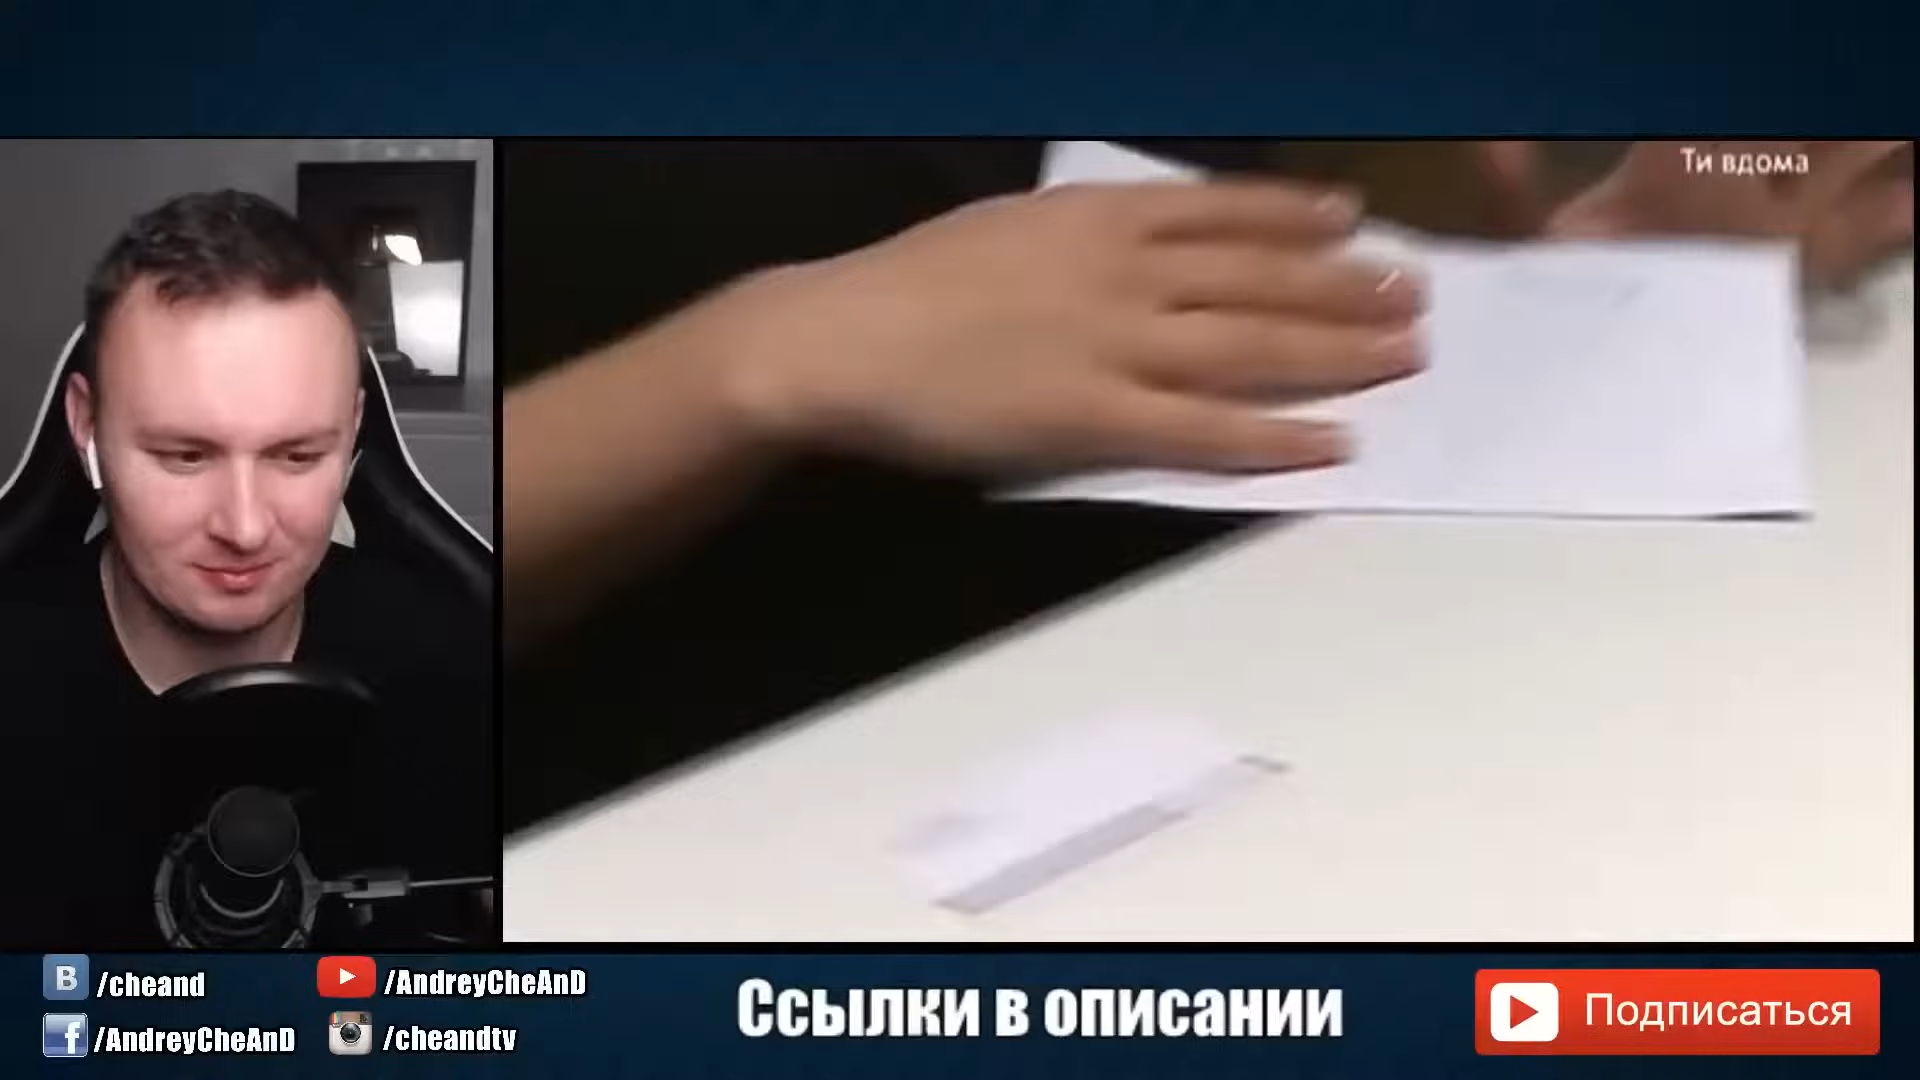 Ти вдома
B /cheand
/AndreyCheAnD
Ссылки в описании
Подписаться
f /AndreyCheAnD
/cheandtv